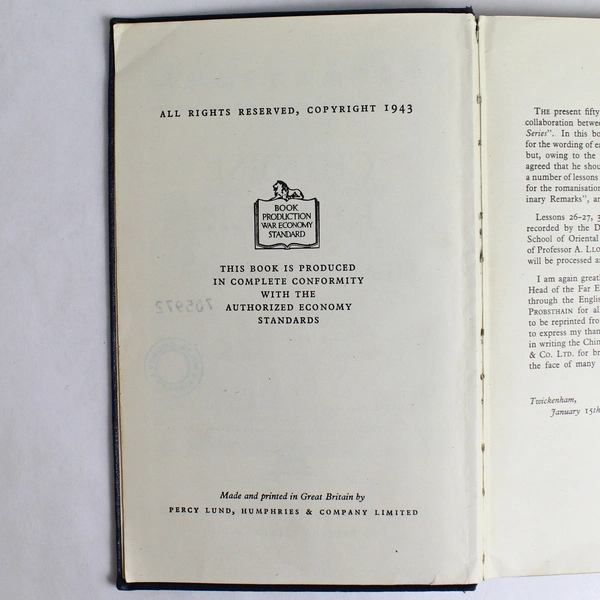 ALL RIGHTS RESERVED, COPYRIGHT 1943
BOOK
PRODUCTION
WAR ECONOMY
STANDARD
THIS BOOK IS PRODUCED
IN COMPLETE CONFORMITY
WITH THE
AUTHORIZED ECONOMY
STANDARDS
705972
Made and printed in Great Britain by
PERCY LUND, HUMPHRIES & COMPANY LIMITED
THE present fifty
collaboration betwee
Series". In this bo
for the wording of ea
but, owing to the
agreed that he shou
a number of lessons
for the romanisation
inary Remarks", an
Lessons 26-27, 3
recorded by the D
School of Oriental
of Professor A. LLO
will be processed a
I am again greatl
Head of the Far E
through the Englis
PROBSTHAIN for al
to be reprinted fro
to express my than
in writing the Chin
& Co. LTD. for br
the face of many
Twickenham,
January 15th